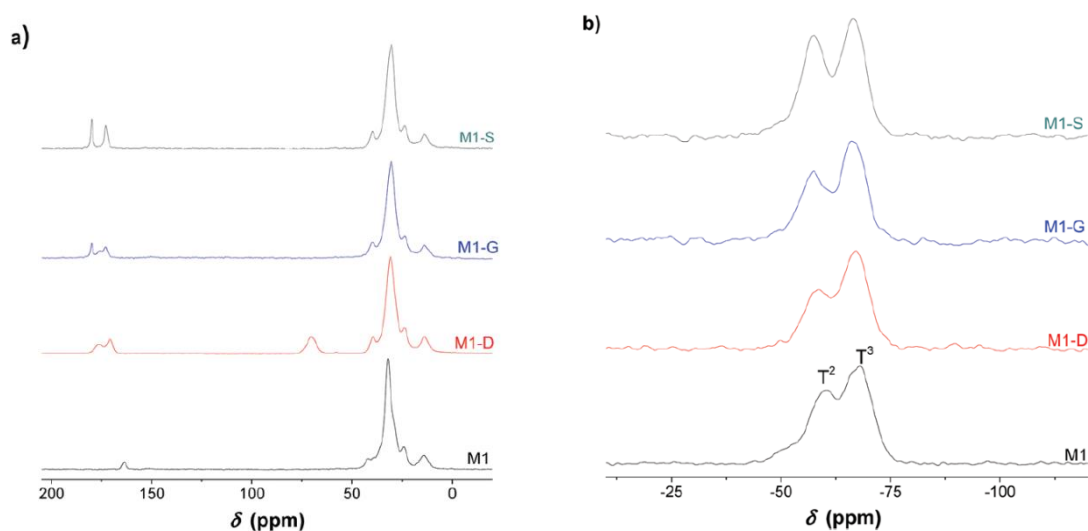 a)
M1-S
M1-G
M1-D
M1
200 150 100 50 0
δ (ppm)
b)
M1-S
M1-G
M1-D
T² T³
M1
-25 -50 -75 -100
δ (ppm)